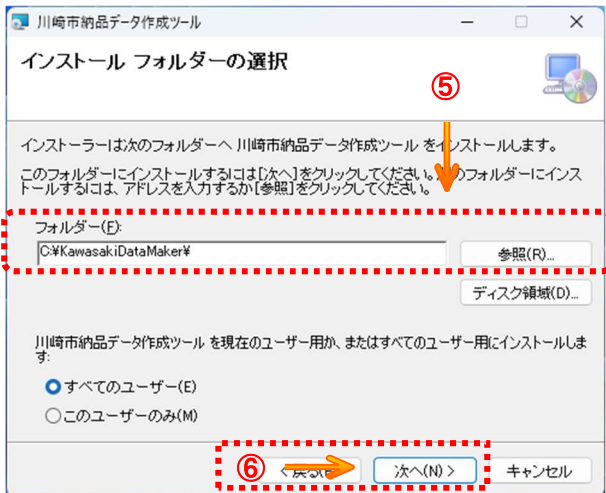 川崎市納品データ作成ツール
インストール フォルダーの選択
⑤
インストーラーは次のフォルダーへ 川崎市納品データ作成ツール をインストールします。
このフォルダーにインストールするには[次へ]をクリックしてください。のフォルダーにインス
トールするには、アドレスを入力するか[参照]をクリックしてください。
フォルダー(F):
C:¥KawasakiDataMaker¥
参照(R)...
ディスク領域(D)...
川崎市納品データ作成ツール を現在のユーザー用か、またはすべてのユーザー用にインストールしま
す:
すべてのユーザー(E)
このユーザーのみ(M)
⑥
次へ(N) >
キャンセル